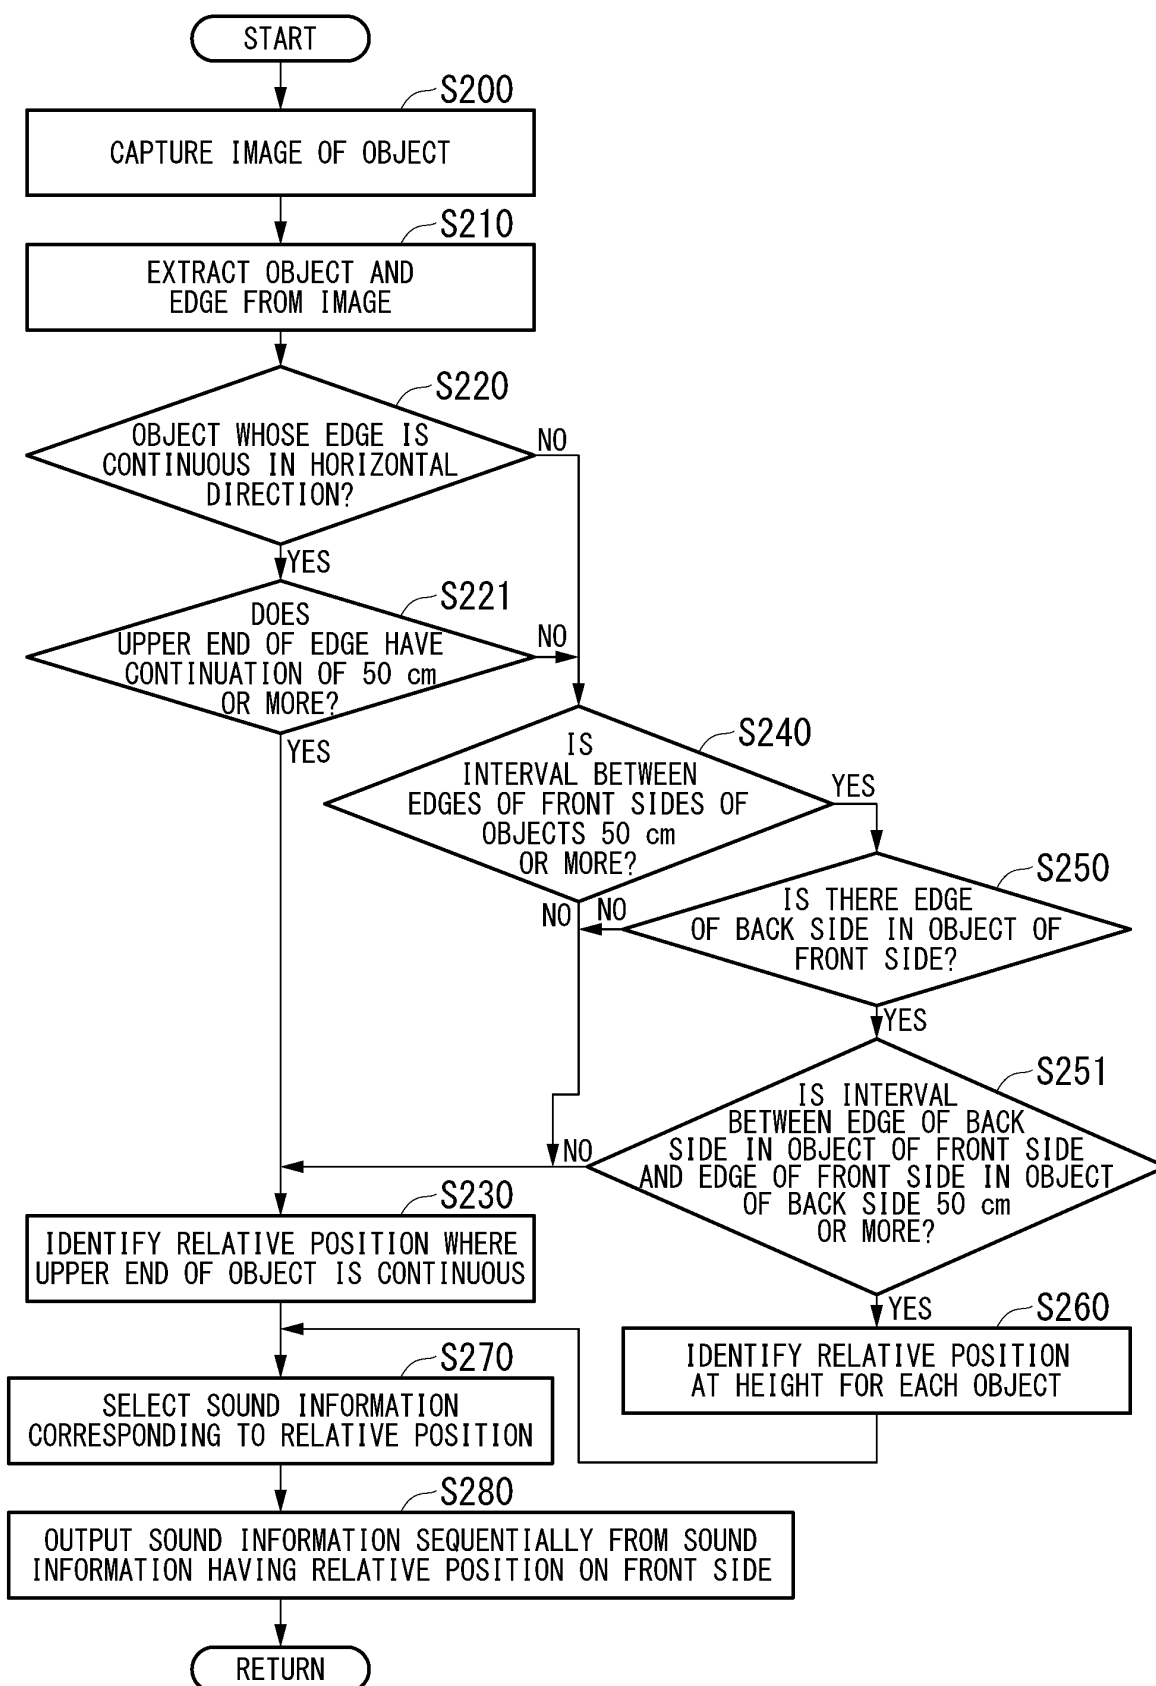 START
S200
CAPTURE IMAGE OF OBJECT
S210
EXTRACT OBJECT AND
EDGE FROM IMAGE
S220
OBJECT WHOSE EDGE IS
CONTINUOUS IN HORIZONTAL
DIRECTION?
NO
YES
S221
DOES
UPPER END OF EDGE HAVE
CONTINUATION OF 50 cm
OR MORE?
NO
YES
S240
IS
INTERVAL BETWEEN
EDGES OF FRONT SIDES OF
OBJECTS 50 cm
OR MORE?
YES
NO
S250
IS THERE EDGE
OF BACK SIDE IN OBJECT OF
FRONT SIDE?
NO
YES
S251
IS INTERVAL
BETWEEN EDGE OF BACK
SIDE IN OBJECT OF FRONT SIDE
AND EDGE OF FRONT SIDE IN OBJECT
OF BACK SIDE 50 cm
OR MORE?
NO
YES
S230
IDENTIFY RELATIVE POSITION WHERE
UPPER END OF OBJECT IS CONTINUOUS
S260
IDENTIFY RELATIVE POSITION
AT HEIGHT FOR EACH OBJECT
S270
SELECT SOUND INFORMATION
CORRESPONDING TO RELATIVE POSITION
S280
OUTPUT SOUND INFORMATION SEQUENTIALLY FROM SOUND
INFORMATION HAVING RELATIVE POSITION ON FRONT SIDE
RETURN